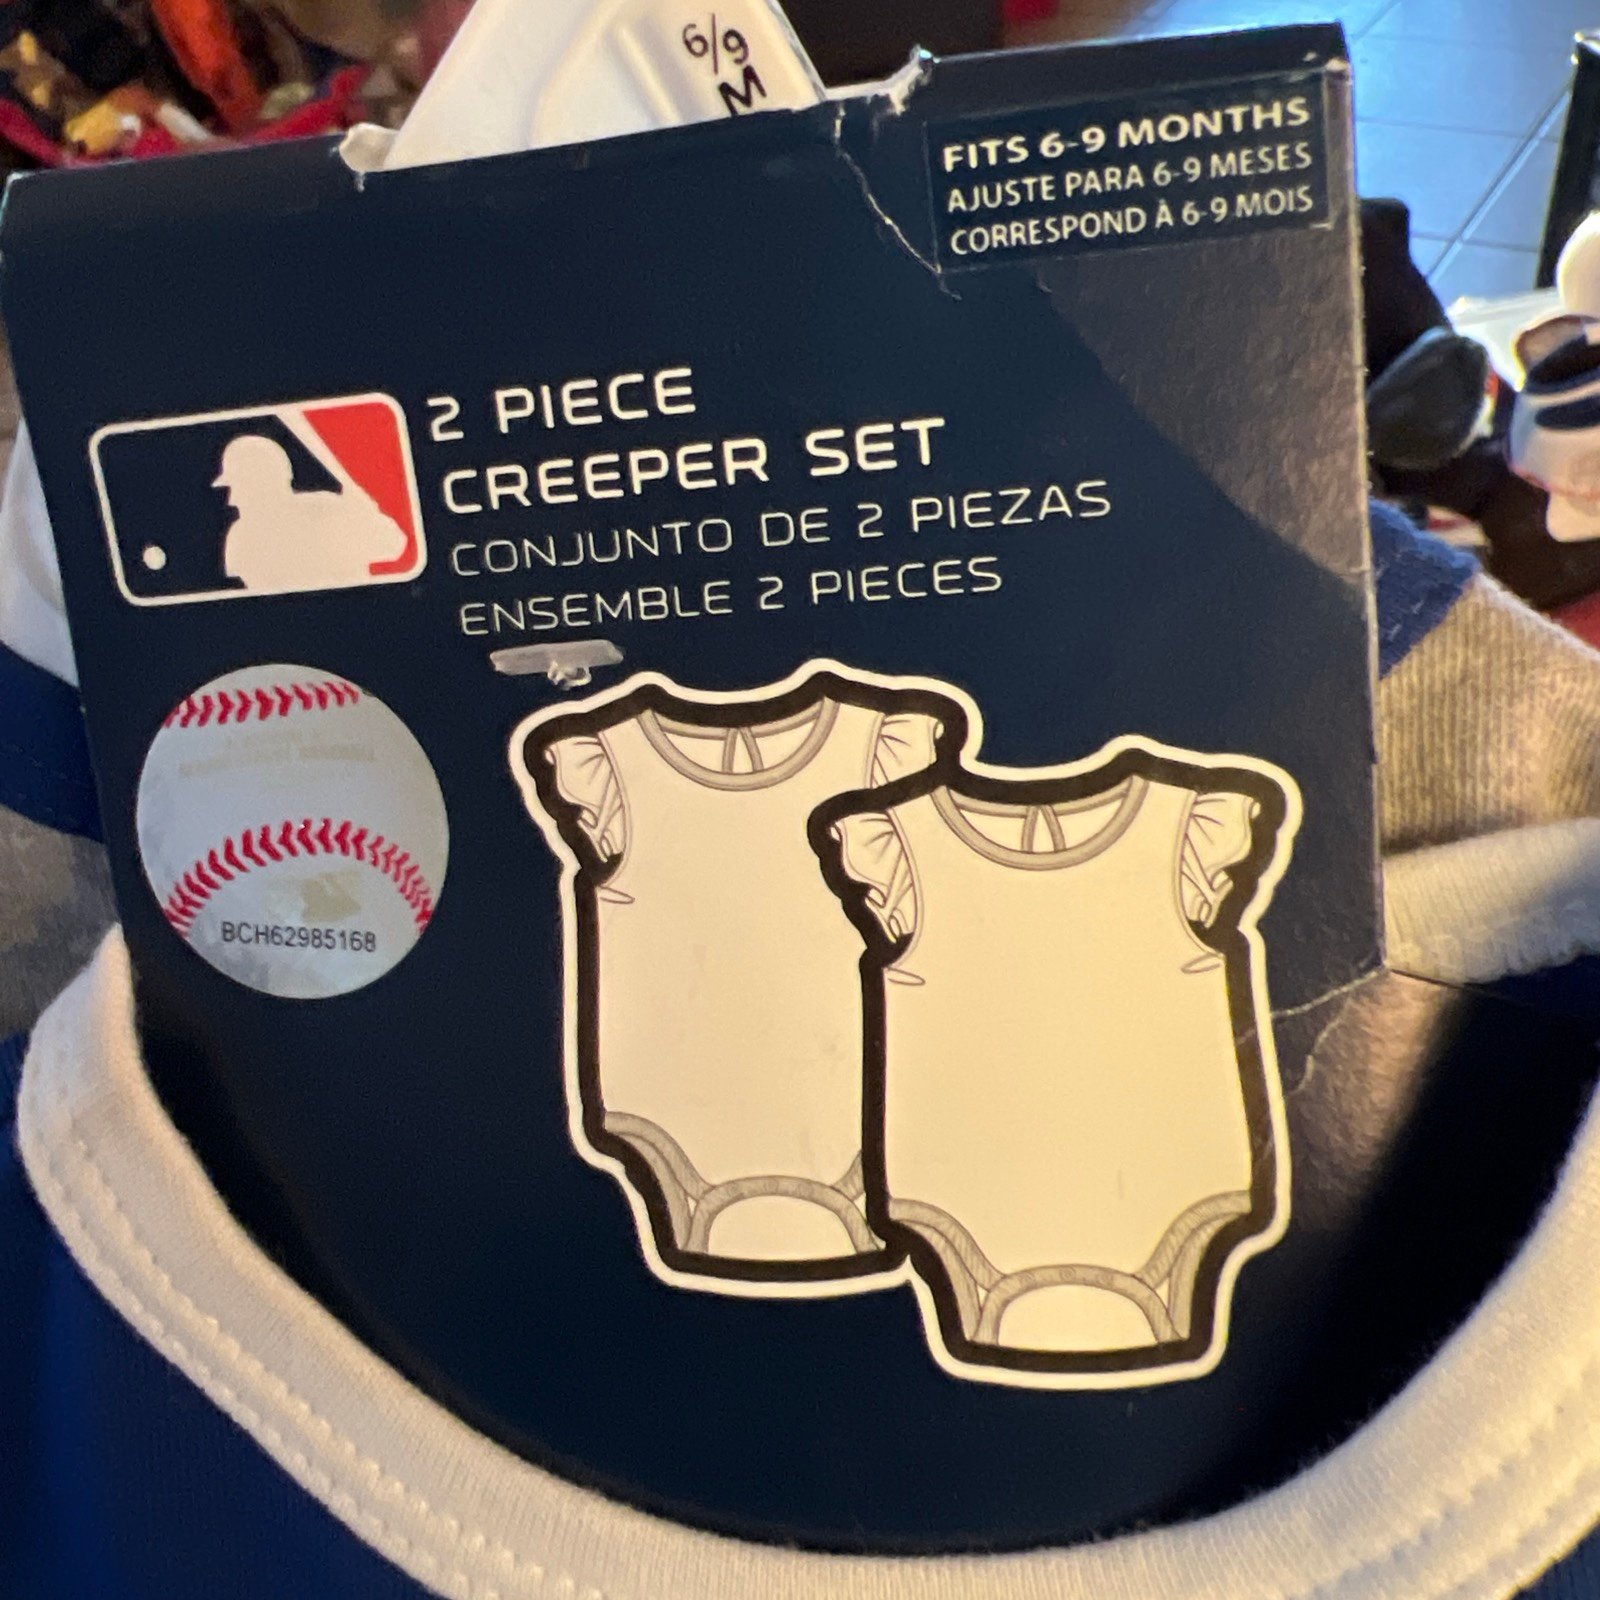 6/9
M
FITS 6-9 MONTHS
AJUSTE PARA 6-9 MESES
CORRESPOND À 6-9 MOIS
2 PIECE
CREEPER SET
CONJUNTO DE 2 PIEZAS
ENSEMBLE 2 PIECES
BCH62985168